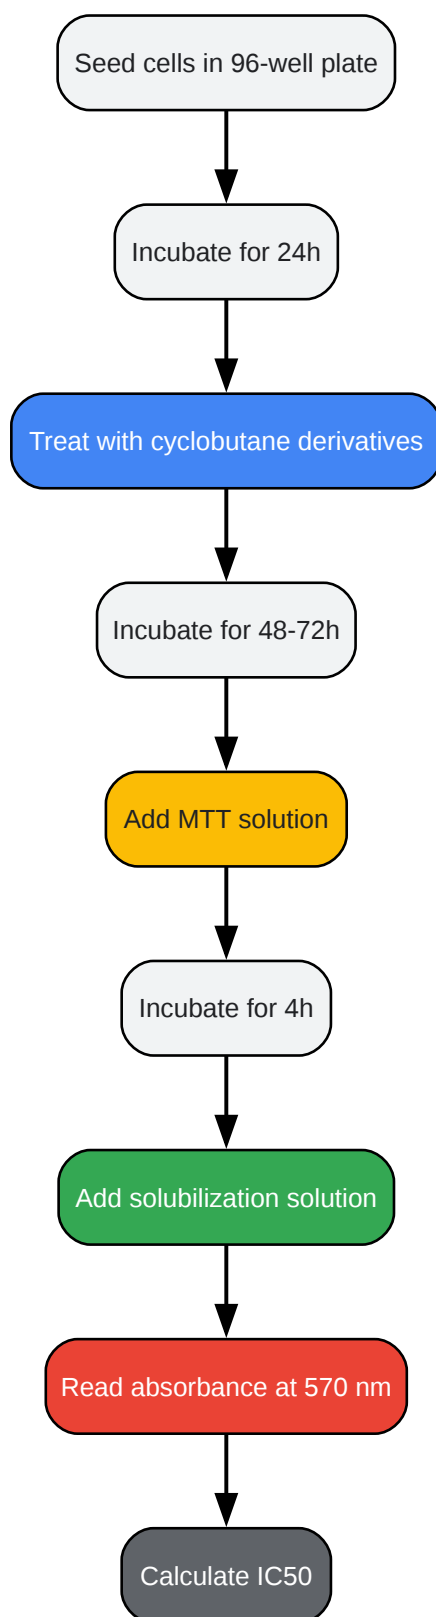 Seed cells in 96-well plate
Incubate for 24h
Treat with cyclobutane derivatives
Incubate for 48-72h
Add MTT solution
Incubate for 4h
Add solubilization solution
Read absorbance at 570 nm
Calculate IC50